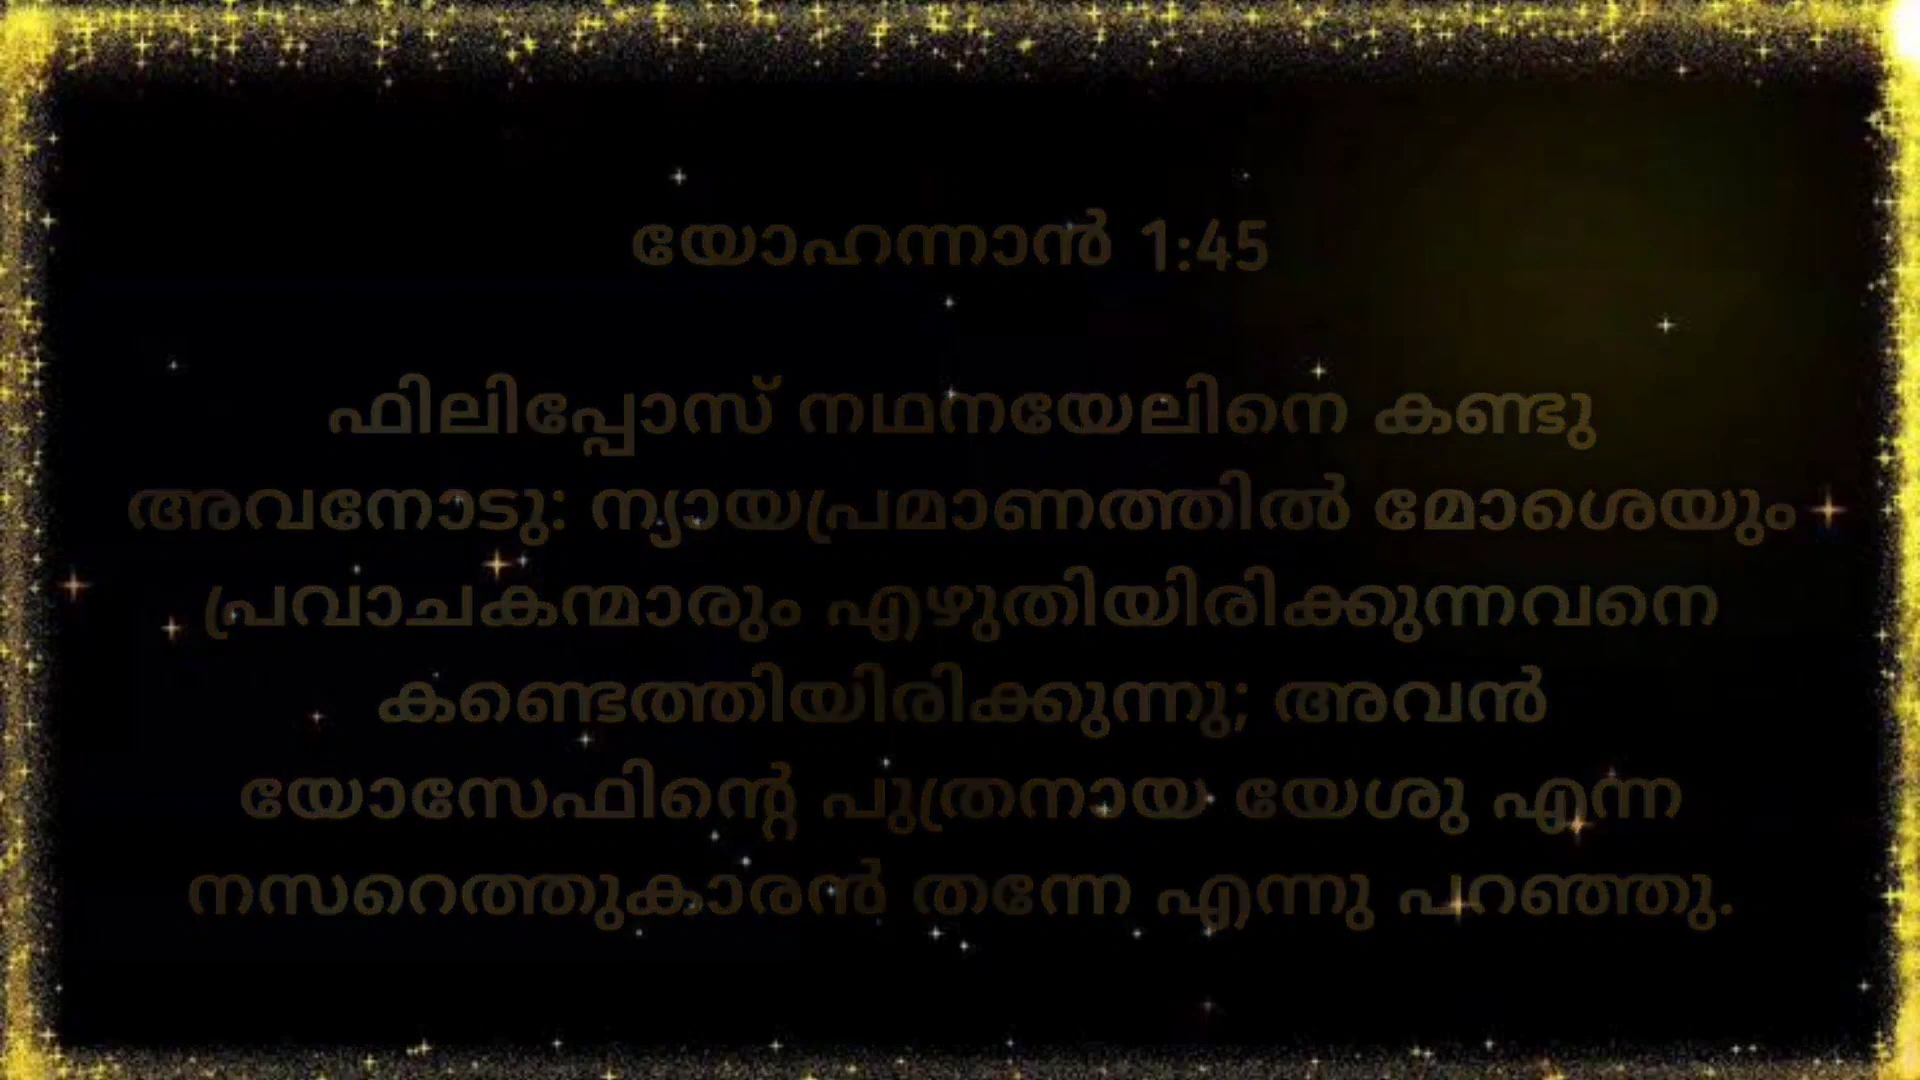 യോഹന്നാൻ 1:45
ഫിലിപ്പോസ് നഥനയേലിനെ കണ്ടു
അവനോടു: ന്യായപ്രമാണത്തിൽ മോശെയും
പ്രവാചകന്മാരും എഴുതിയിരിക്കുന്നവനെ
കണ്ടെത്തിയിരിക്കുന്നു; അവൻ
യോസേഫിന്റെ പുത്രനായ യേശു എന്ന
നസറെത്തുകാരൻ തന്നേ എന്നു പറഞ്ഞു.